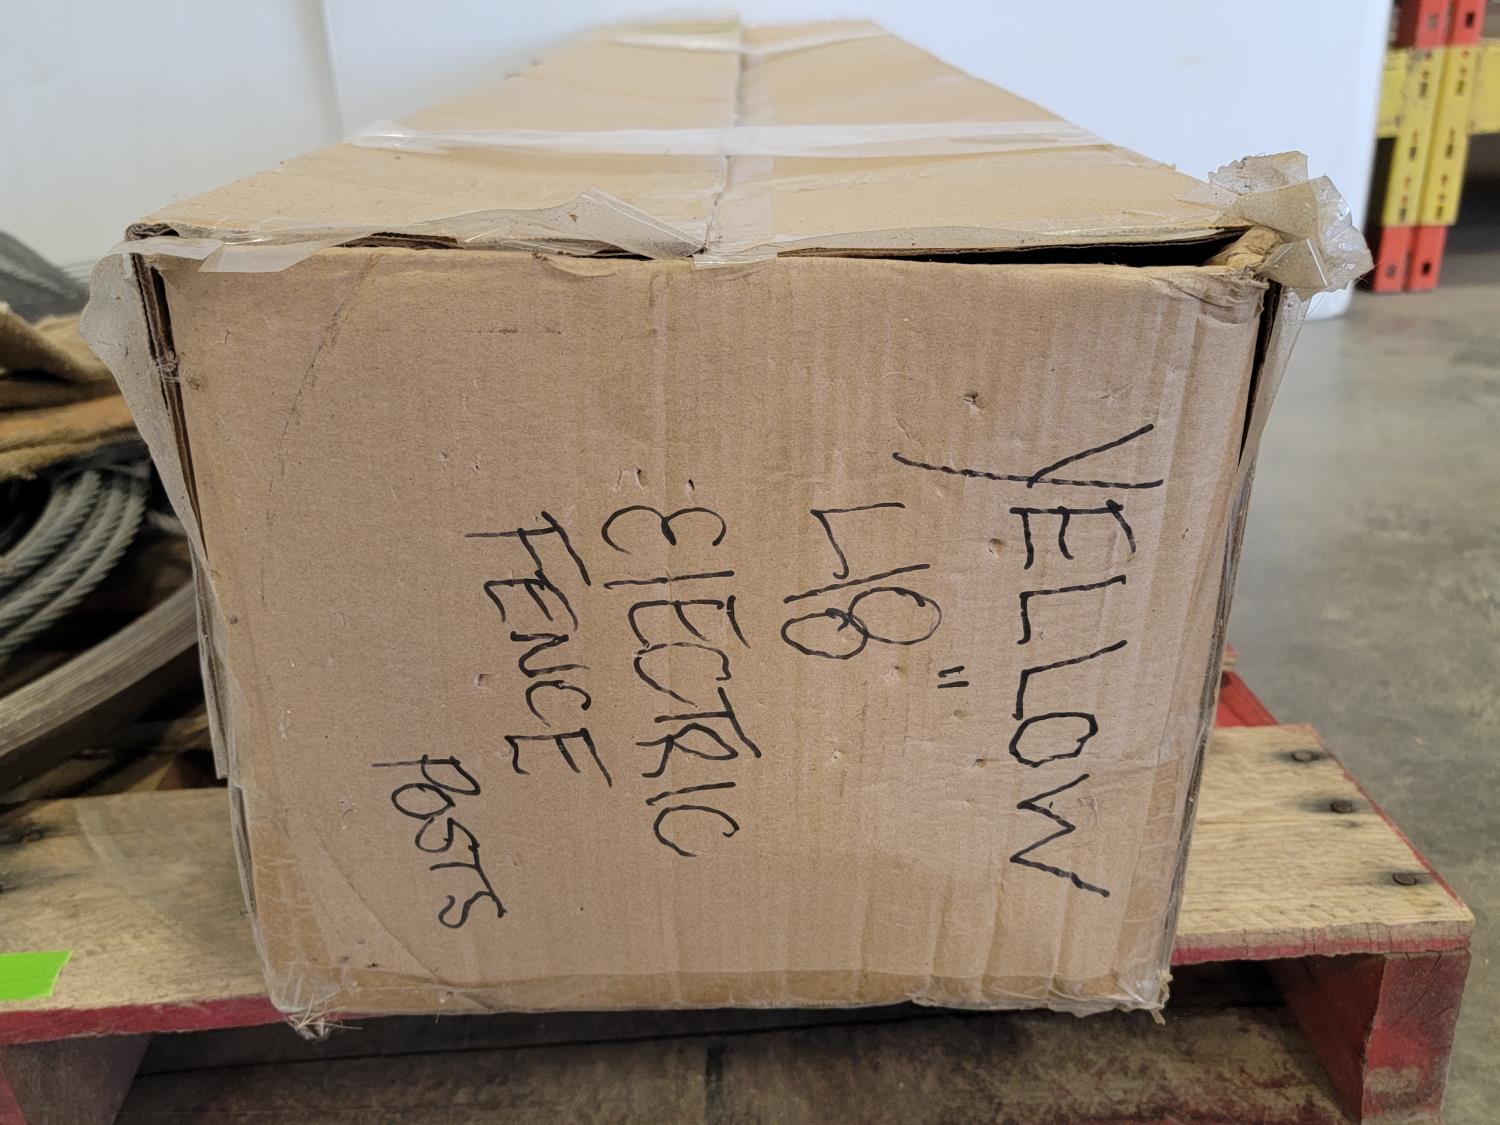 YELLOW
48"
ElECTRIC
FENCE
POSTS